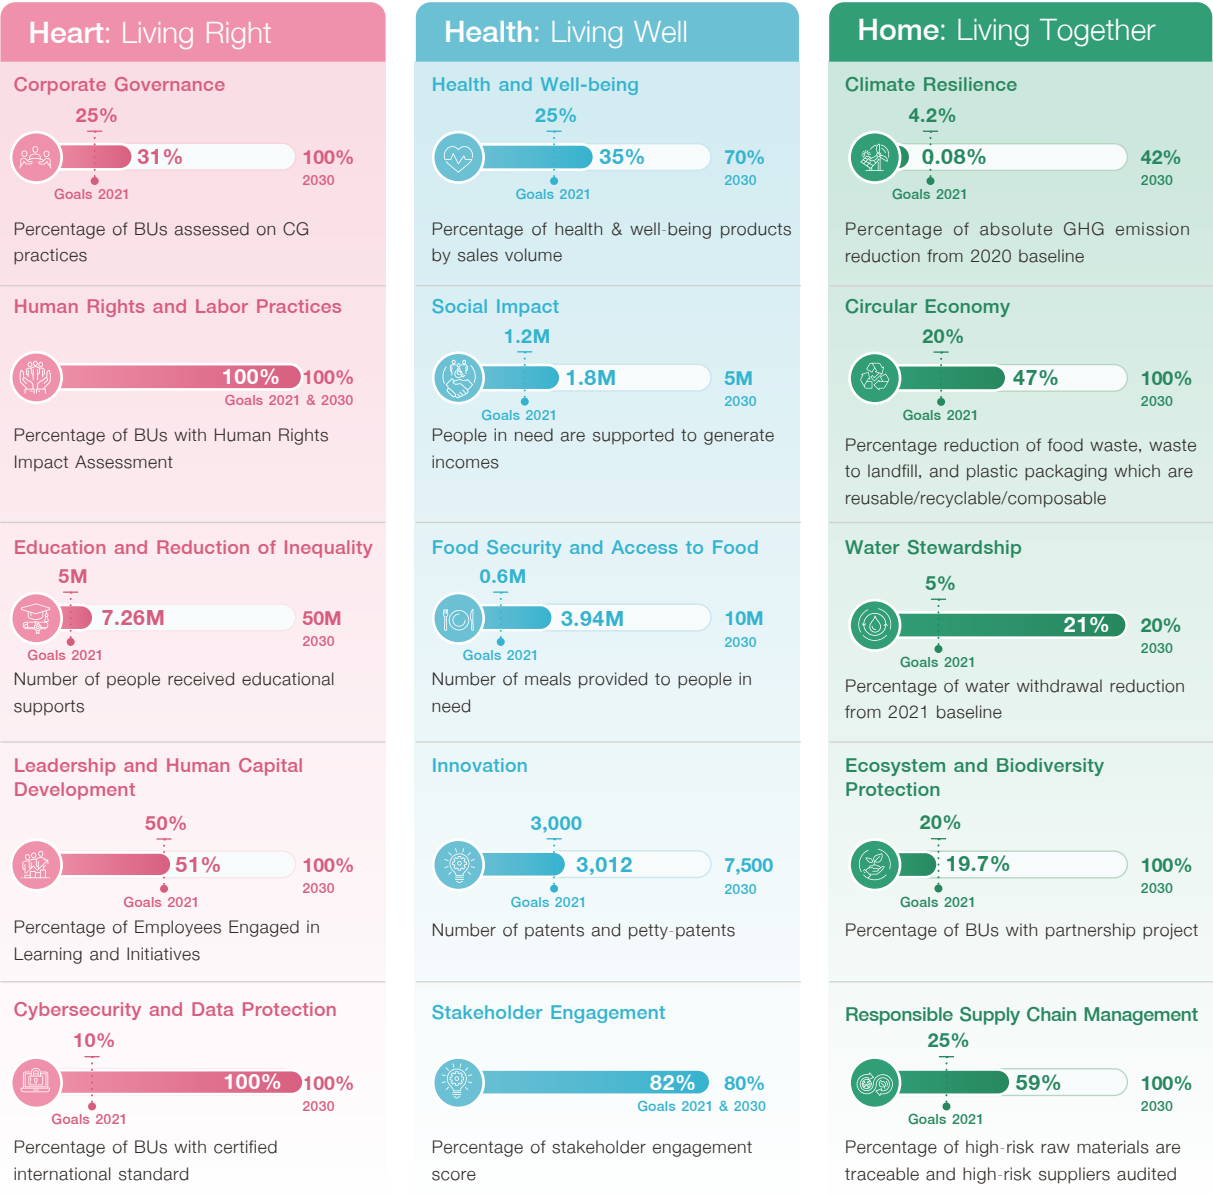 Heart: Living Right
Corporate Governance
25%
31%
100%
2030
Goals 2021
Percentage of BUs assessed on CG
practices
Human Rights and Labor Practices
100%
100%
Goals 2021 & 2030
Percentage of BUs with Human Rights
Impact Assessment
Education and Reduction of Inequality
5M
7.26M
50M
2030
Goals 2021
Number of people received educational
supports
Leadership and Human Capital
Development
50%
51%
100%
2030
Goals 2021
Percentage of Employees Engaged in
Learning and Initiatives
Cybersecurity and Data Protection
10%
100%
100%
2030
Goals 2021
Percentage of BUs with certified
international standard
Health: Living Well
Health and Well-being
25%
35%
70%
2030
Goals 2021
Percentage of health & well-being products
by sales volume
Social Impact
1.2M
1.8M
5M
2030
Goals 2021
People in need are supported to generate
incomes
Food Security and Access to Food
0.6M
3.94M
10M
2030
Goals 2021
Number of meals provided to people in
need
Innovation
3,000
3,012
7,500
2030
Goals 2021
Number of patents and petty-patents
Stakeholder Engagement
82%
80%
Goals 2021 & 2030
Percentage of stakeholder engagement
score
Home: Living Together
Climate Resilience
4.2%
0.08%
42%
2030
Goals 2021
Percentage of absolute GHG emission
reduction from 2020 baseline
Circular Economy
20%
47%
100%
2030
Goals 2021
Percentage reduction of food waste, waste
to landfill, and plastic packaging which are
reusable/recyclable/composable
Water Stewardship
5%
21%
20%
2030
Goals 2021
Percentage of water withdrawal reduction
from 2021 baseline
Ecosystem and Biodiversity
Protection
20%
19.7%
100%
2030
Goals 2021
Percentage of BUs with partnership project
Responsible Supply Chain Management
25%
59%
100%
2030
Goals 2021
Percentage of high-risk raw materials are
traceable and high-risk suppliers audited